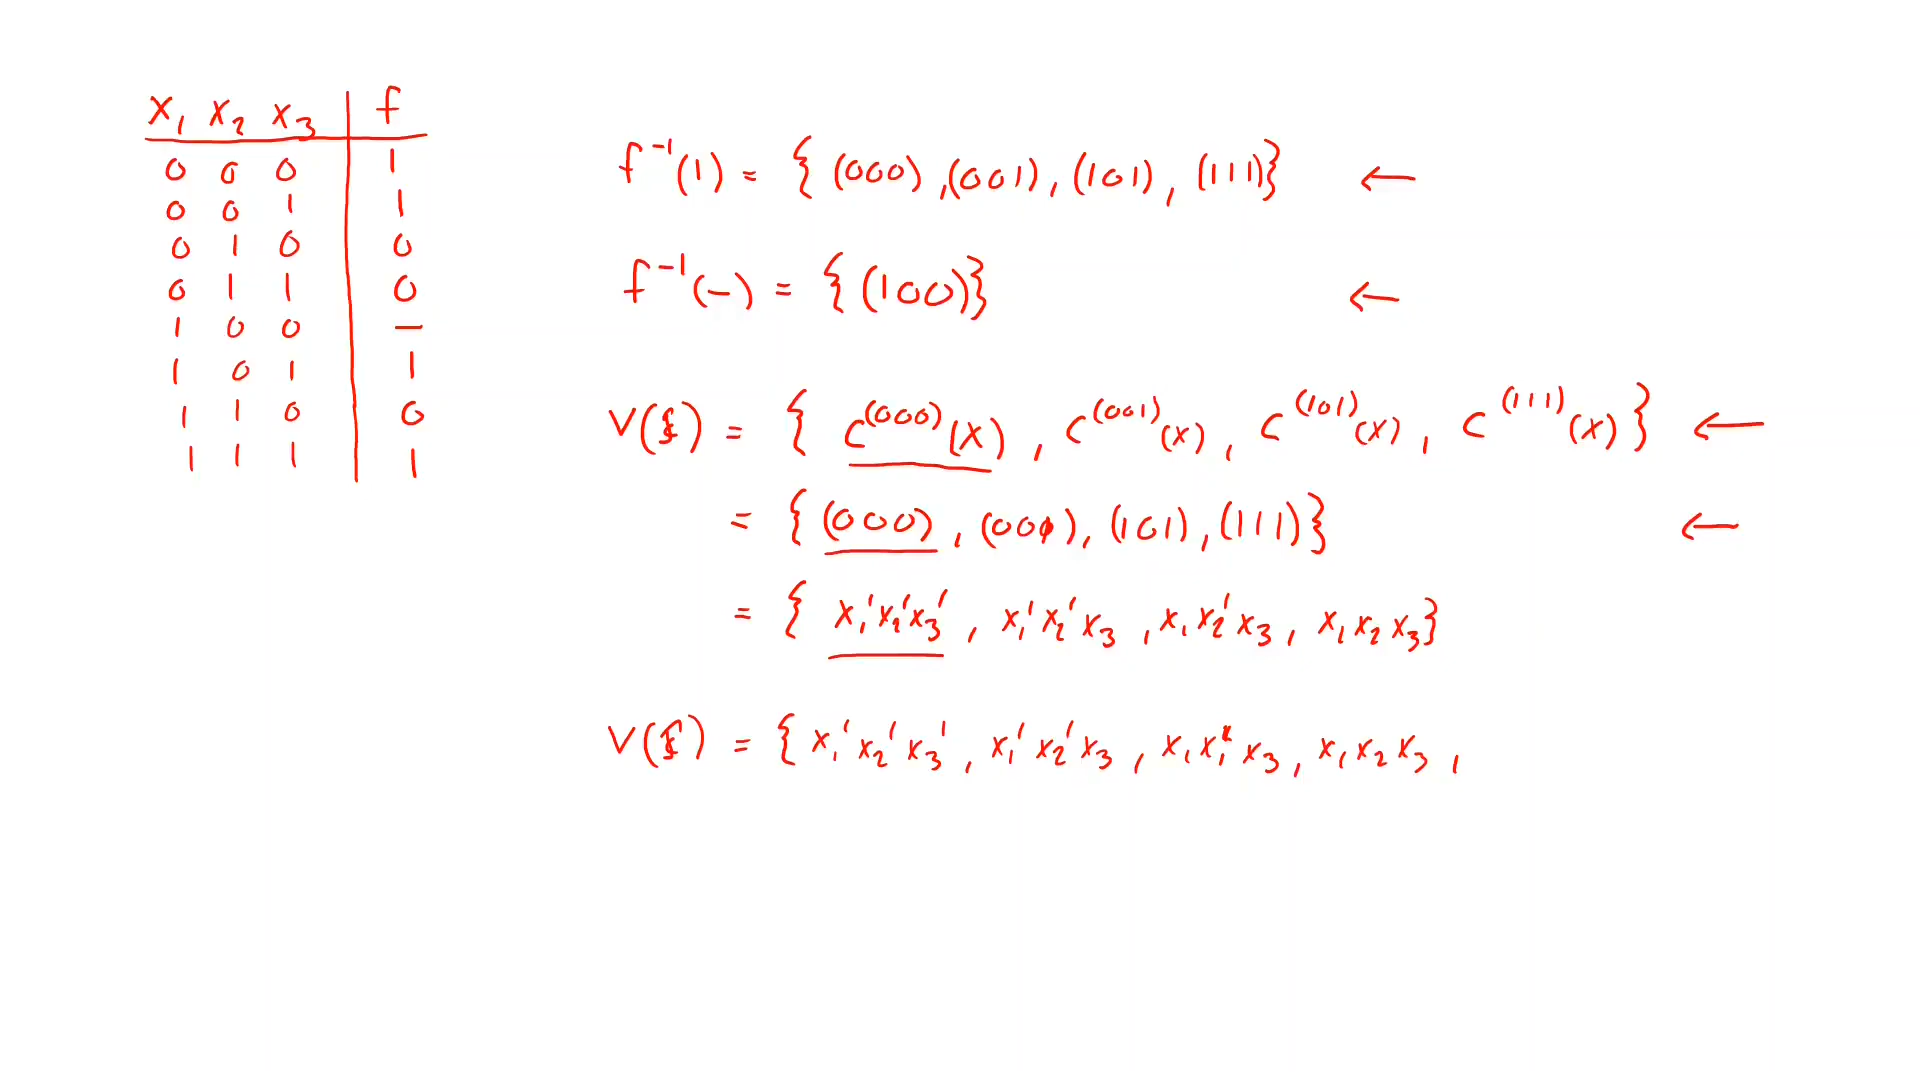 x₁ x₂ x₃ | f
0 0 0 | 1
0 0 1 | 1
0 1 0 | 0
0 1 1 | 0
1 0 0 | –
1 0 1 | 1
1 1 0 | 0
1 1 1 | 1
f⁻¹(1) = {(000), (001), (101), (111)} ←
f⁻¹(–) = {(100)} ←
V(f) = { C⁽⁰⁰⁰⁾(X), C⁽⁰⁰¹⁾(X), C⁽¹⁰¹⁾(X), C⁽¹¹¹⁾(X) } ←
= { (000), (001), (101), (111) } ←
= { x₁'x₂'x₃', x₁'x₂'x₃, x₁x₂'x₃, x₁x₂x₃ }
V(f) = { x₁'x₂'x₃', x₁'x₂'x₃, x₁x₁'x₃, x₁x₂x₃,